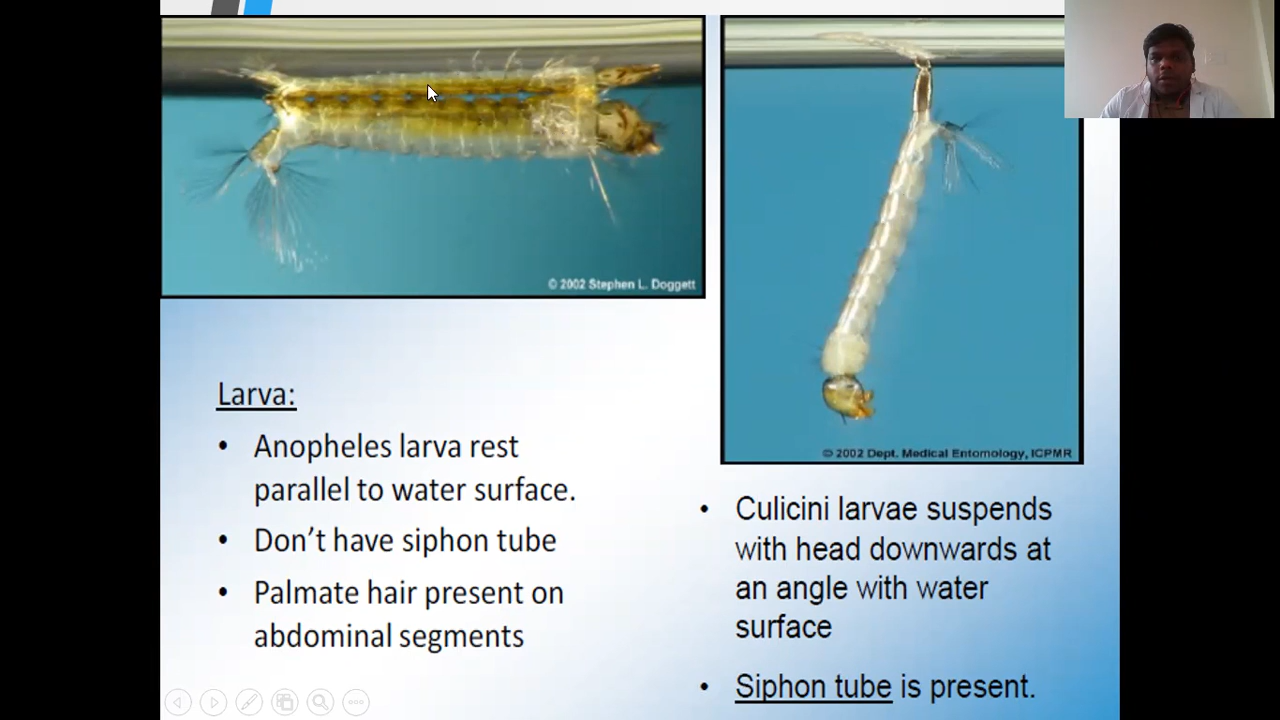 © 2002 Stephen L. Doggett
© 2002 Dept. Medical Entomology, ICPMR
Larva:
• Anopheles larva rest
parallel to water surface.
• Don’t have siphon tube
• Palmate hair present on
abdominal segments
• Culicini larvae suspends
with head downwards at
an angle with water
surface
• Siphon tube is present.